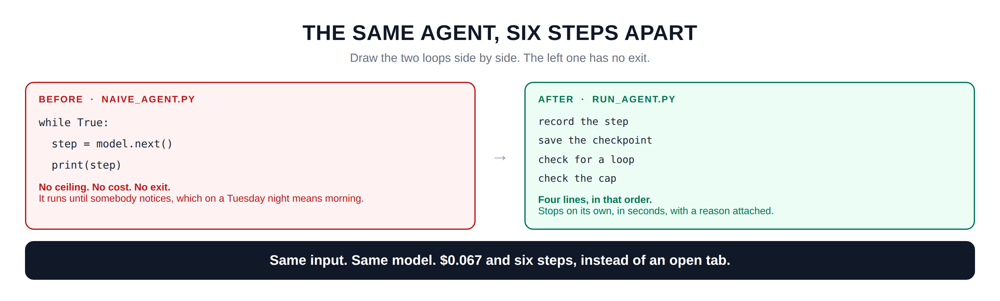 THE SAME AGENT, SIX STEPS APART
Draw the two loops side by side. The left one has no exit.
BEFORE · NAIVE_AGENT.PY
while True:
  step = model.next()
  print(step)
No ceiling. No cost. No exit.
It runs until somebody notices, which on a Tuesday night means morning.
→
AFTER · RUN_AGENT.PY
record the step
save the checkpoint
check for a loop
check the cap
Four lines, in that order.
Stops on its own, in seconds, with a reason attached.
Same input. Same model. $0.067 and six steps, instead of an open tab.